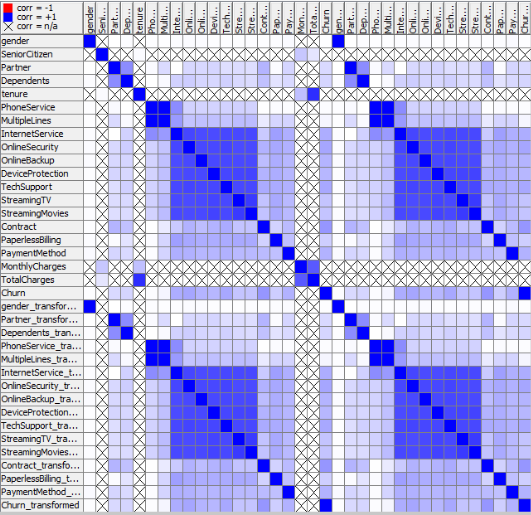 corr = -1
corr = +1
corr = n/a
gender
Seni...
Part...
Dep...
tenure
Pho...
Multi...
Inte...
Onli...
Onli...
Devi...
Tech...
Stre...
Stre...
Cont...
Pap...
Pay...
Mon...
Tota...
Churn
gen...
Part...
Dep...
Pho...
Multi...
Inte...
Onli...
Onli...
Devi...
Tech...
Stre...
Stre...
Cont...
Pap...
Pay...
Chur...
gender
SeniorCitizen
Partner
Dependents
tenure
PhoneService
MultipleLines
InternetService
OnlineSecurity
OnlineBackup
DeviceProtection
TechSupport
StreamingTV
StreamingMovies
Contract
PaperlessBilling
PaymentMethod
MonthlyCharges
TotalCharges
Churn
gender_transfor...
Partner_transfor...
Dependents_tran...
PhoneService_tra...
MultipleLines_tra...
InternetService_t...
OnlineSecurity_tr...
OnlineBackup_tra...
DeviceProtection...
TechSupport_tra...
StreamingTV_tra...
StreamingMovies...
Contract_transfo...
PaperlessBilling_t...
PaymentMethod_...
Churn_transformed